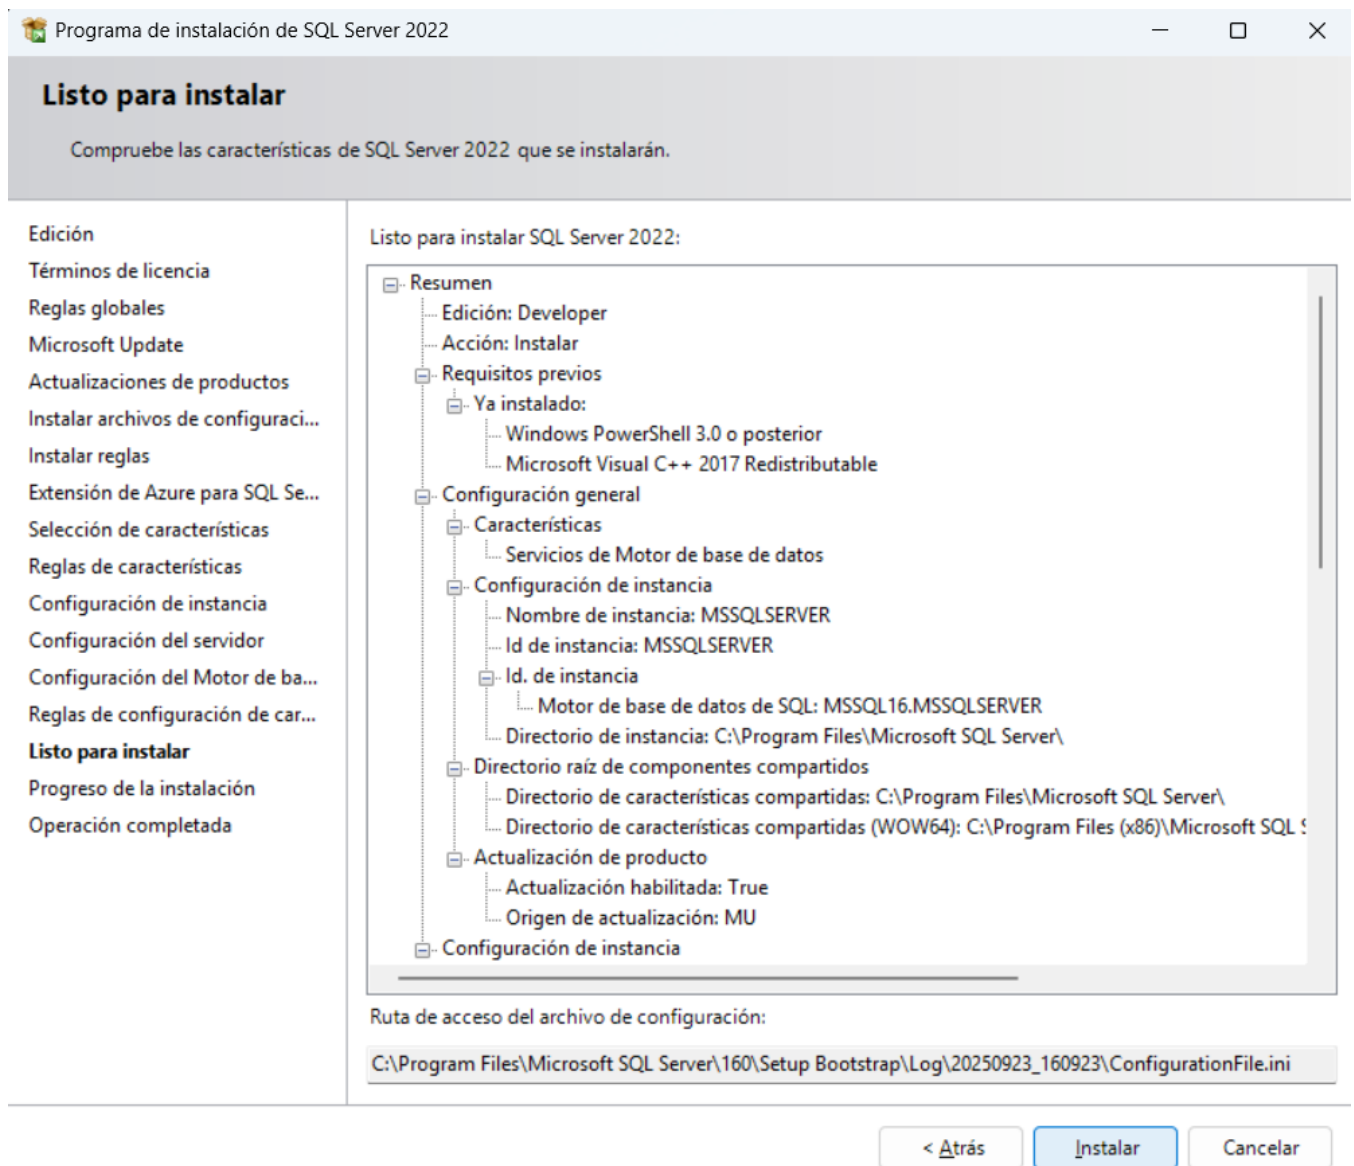 Programa de instalación de SQL Server 2022
Listo para instalar
Compruebe las características de SQL Server 2022 que se instalarán.
Edición
Términos de licencia
Reglas globales
Microsoft Update
Actualizaciones de productos
Instalar archivos de configuraci...
Instalar reglas
Extensión de Azure para SQL Se...
Selección de características
Reglas de características
Configuración de instancia
Configuración del servidor
Configuración del Motor de ba...
Reglas de configuración de car...
Listo para instalar
Progreso de la instalación
Operación completada
Listo para instalar SQL Server 2022:
Resumen
Edición: Developer
Acción: Instalar
Requisitos previos
Ya instalado:
Windows PowerShell 3.0 o posterior
Microsoft Visual C++ 2017 Redistributable
Configuración general
Características
Servicios de Motor de base de datos
Configuración de instancia
Nombre de instancia: MSSQLSERVER
Id de instancia: MSSQLSERVER
Id. de instancia
Motor de base de datos de SQL: MSSQL16.MSSQLSERVER
Directorio de instancia: C:\Program Files\Microsoft SQL Server\
Directorio raíz de componentes compartidos
Directorio de características compartidas: C:\Program Files\Microsoft SQL Server\
Directorio de características compartidas (WOW64): C:\Program Files (x86)\Microsoft SQL
Actualización de producto
Actualización habilitada: True
Origen de actualización: MU
Configuración de instancia
Ruta de acceso del archivo de configuración:
C:\Program Files\Microsoft SQL Server\160\Setup Bootstrap\Log\20250923_160923\ConfigurationFile.ini
< Atrás
Instalar
Cancelar